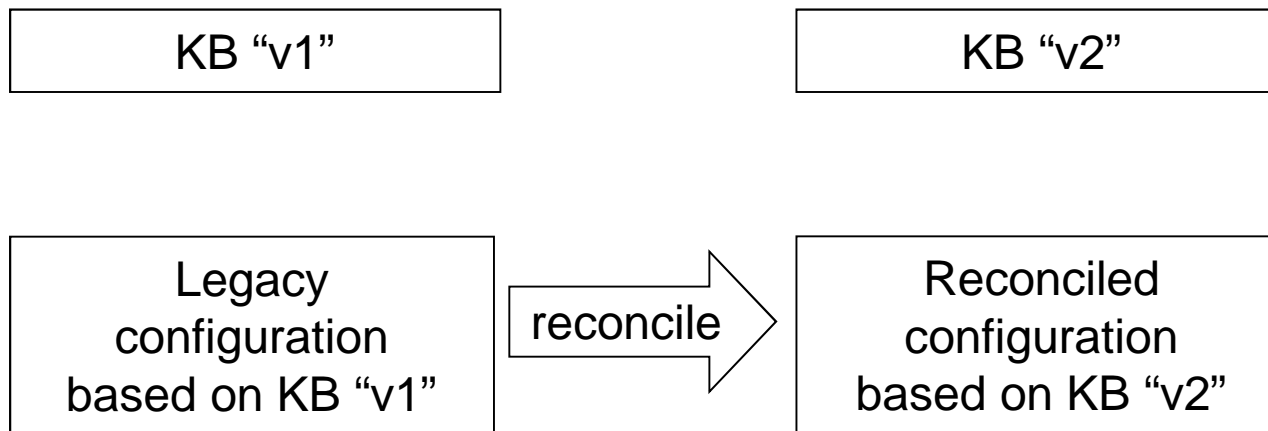 KB “v1”
KB “v2”
Legacy
configuration
based on KB “v1”
reconcile
Reconciled
configuration
based on KB “v2”